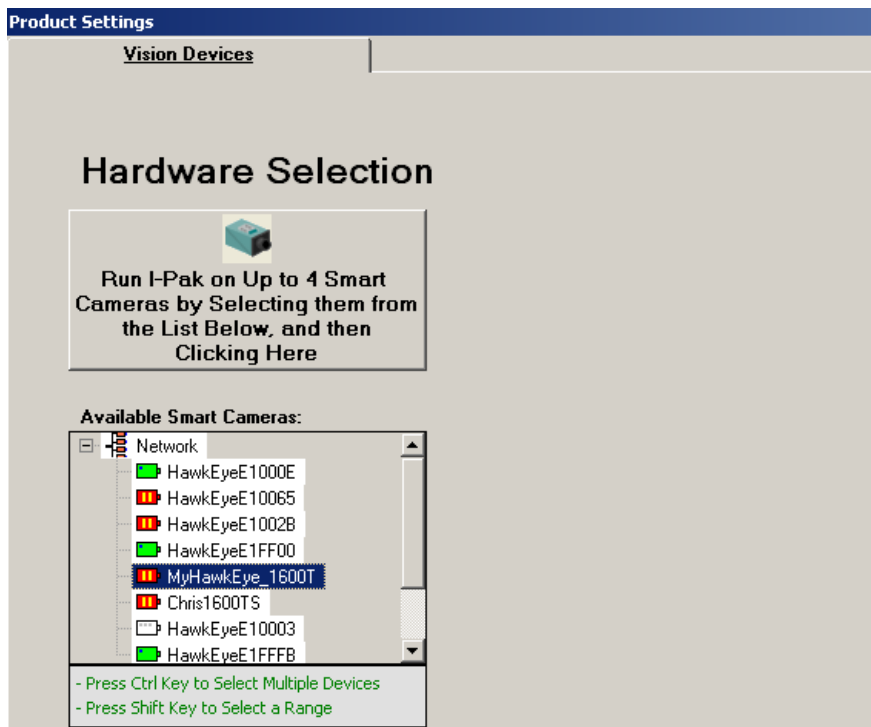 Product Settings
Vision Devices
Hardware Selection
Run I-Pak on Up to 4 Smart
Cameras by Selecting them from
the List Below, and then
Clicking Here
Available Smart Cameras:
Network
HawkEyeE1000E
HawkEyeE10065
HawkEyeE1002B
HawkEyeE1FF00
MyHawkEye_1600T
Chris1600TS
HawkEyeE10003
HawkEyeE1FFFB
- Press Ctrl Key to Select Multiple Devices
- Press Shift Key to Select a Range